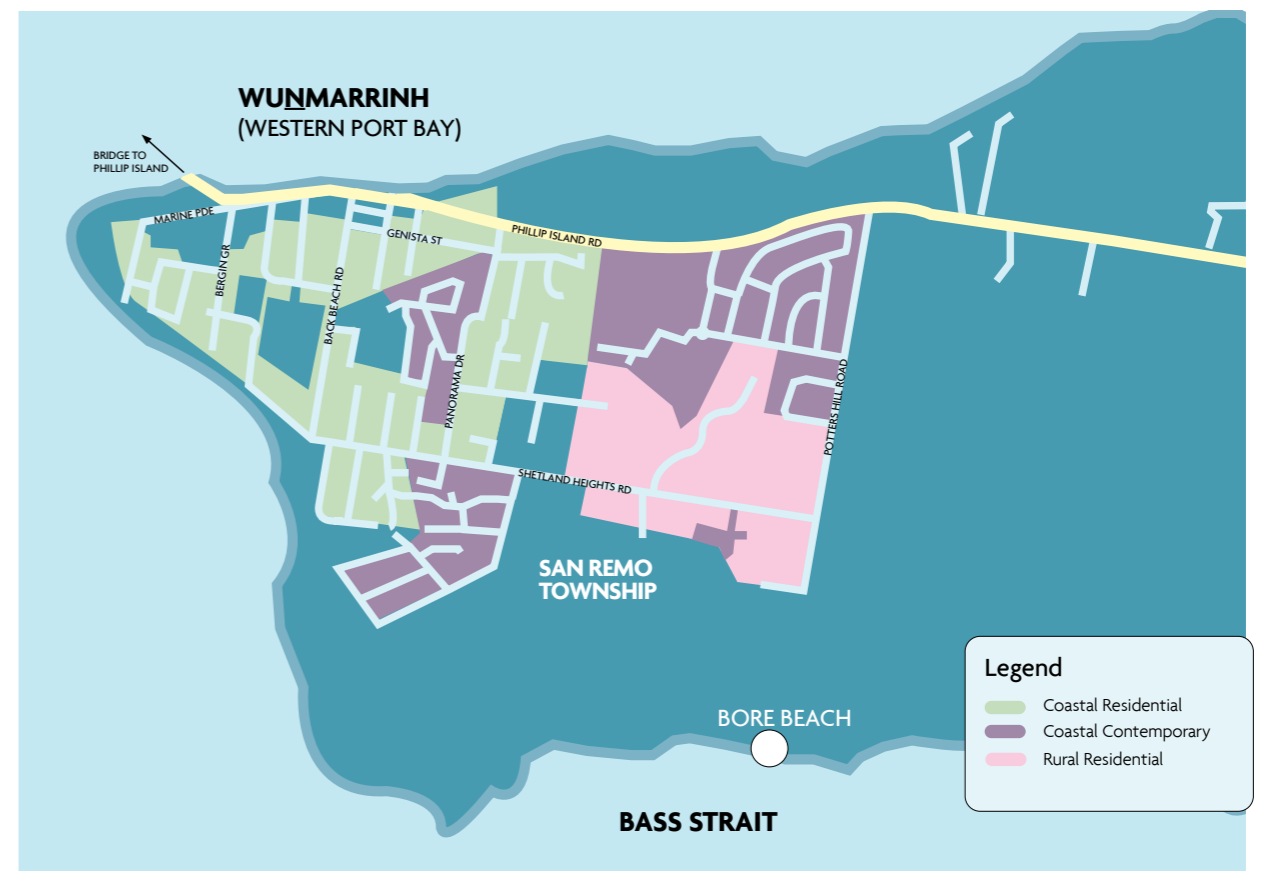 WUNMARRINH
(WESTERN PORT BAY)
BRIDGE TO
PHILLIP ISLAND
MARINE PDE
GENISTA ST
PHILLIP ISLAND RD
BERGIN GR
BACK BEACH RD
PANORAMA DR
POTTERS HILL ROAD
SHETLAND HEIGHTS RD
SAN REMO
TOWNSHIP
BORE BEACH
BASS STRAIT
Legend
Coastal Residential
Coastal Contemporary
Rural Residential